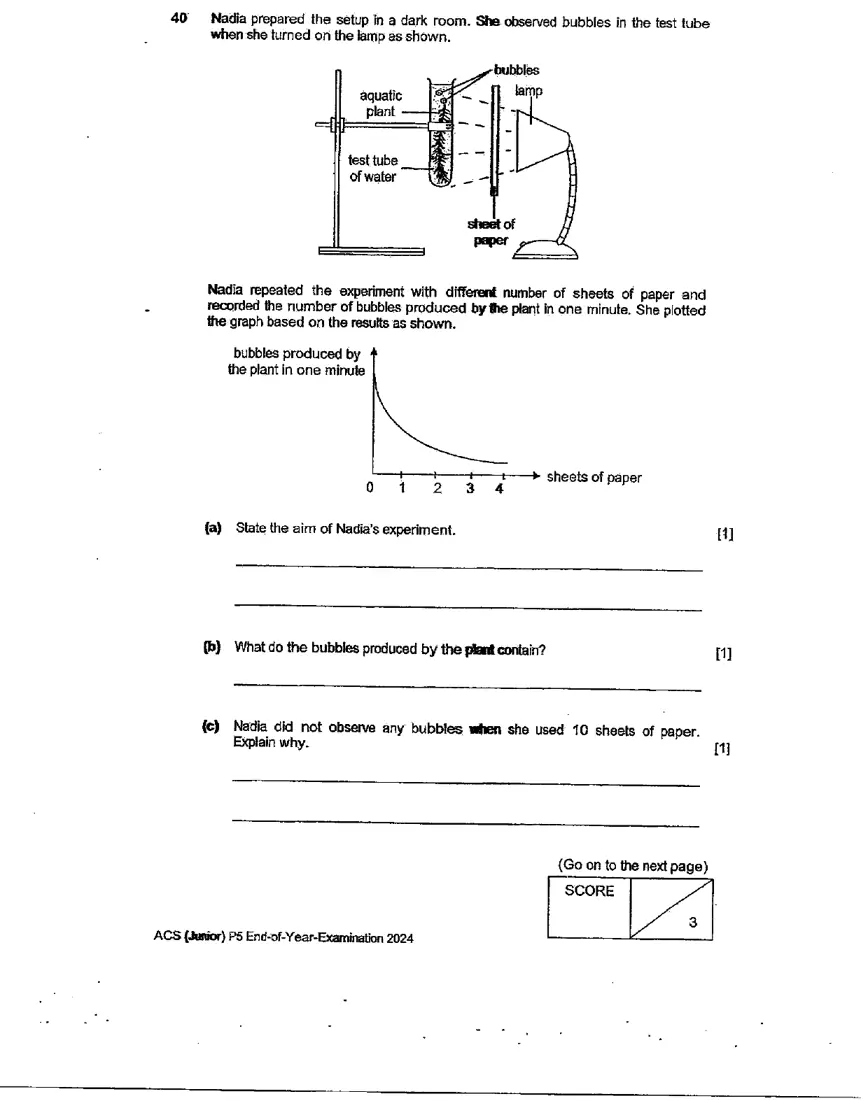 40 Nadia prepared the setup in a dark room. She observed bubbles in the test tube
when she turned on the lamp as shown.
bubbles
lamp
aquatic
plant
test tube
of water
sheet of
paper
Nadia repeated the experiment with different number of sheets of paper and
recorded the number of bubbles produced by the plant in one minute. She plotted
the graph based on the results as shown.
bubbles produced by
the plant in one minute
sheets of paper
0 1 2 3 4
(a) State the aim of Nadia's experiment. [1]
(b) What do the bubbles produced by the plant contain? [1]
(c) Nadia did not observe any bubbles when she used 10 sheets of paper.
Explain why. [1]
(Go on to the next page)
SCORE
3
ACS (Junior) P5 End-of-Year-Examination 2024